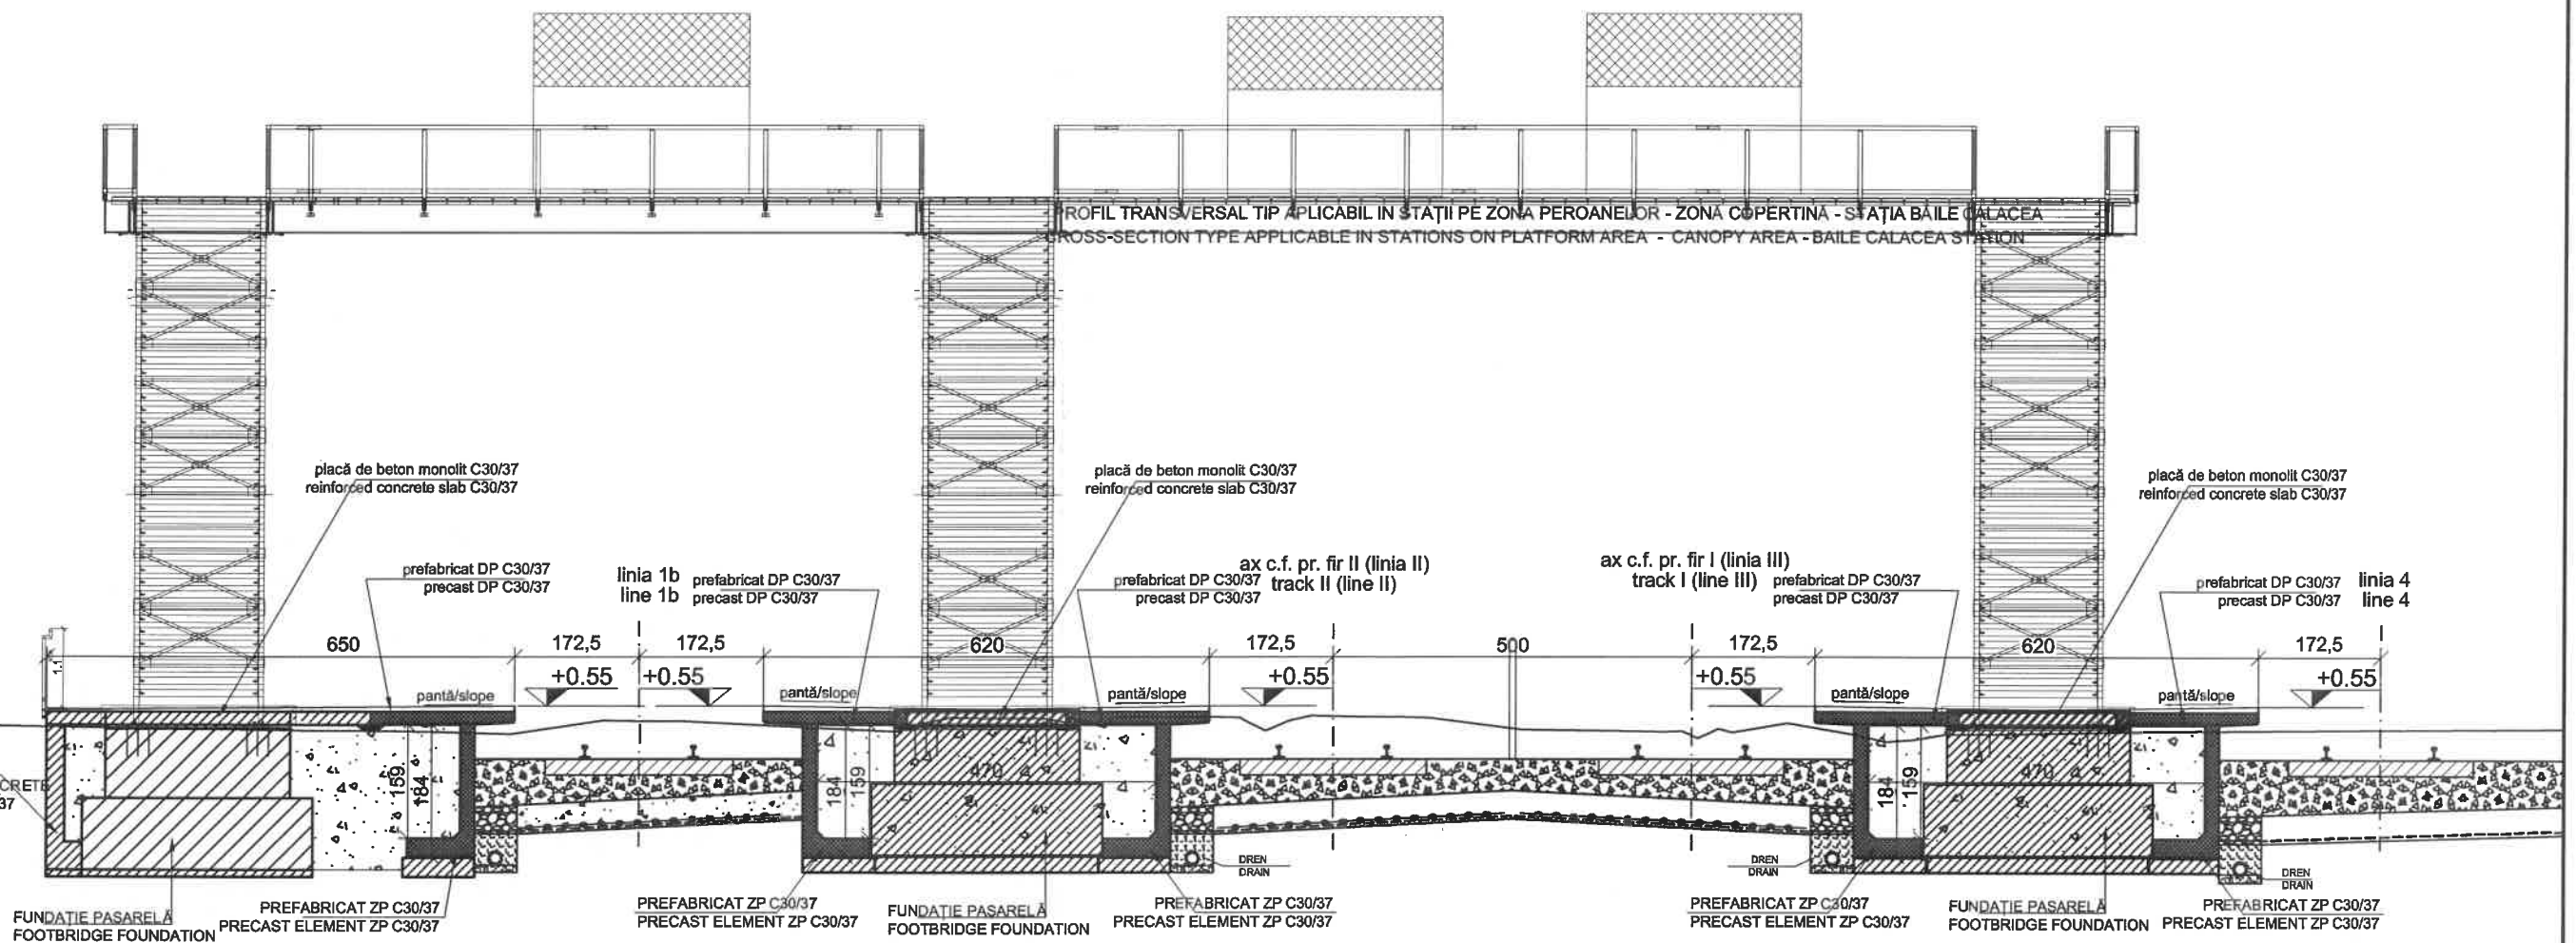 PROFIL TRANSVERSAL TIP APLICABIL IN STAȚII PE ZONA PEROANELOR - ZONA COPERTINA - STAȚIA BAILE CALACEA
CROSS-SECTION TYPE APPLICABLE IN STATIONS ON PLATFORM AREA - CANOPY AREA - BAILE CALACEA STATION
placă de beton monolit C30/37
reinforced concrete slab C30/37
placă de beton monolit C30/37
reinforced concrete slab C30/37
placă de beton monolit C30/37
reinforced concrete slab C30/37
prefabricat DP C30/37
precast DP C30/37
linia 1b
line 1b
prefabricat DP C30/37
precast DP C30/37
prefabricat DP C30/37
precast DP C30/37
ax c.f. pr. fir II (linia II)
track II (line II)
ax c.f. pr. fir I (linia III)
track I (line III)
prefabricat DP C30/37
precast DP C30/37
prefabricat DP C30/37
precast DP C30/37
linia 4
line 4
650 172,5 172,5 620 172,5 500 172,5 620 172,5
1.1
+0.55 +0.55 +0.55 +0.55 +0.55
pantă/slope pantă/slope pantă/slope pantă/slope pantă/slope
159 184 184 159 470 184 159 470
CRETE
37
DREN
DRAIN
DREN
DRAIN
DREN
DRAIN
FUNDAȚIE PASARELĂ
FOOTBRIDGE FOUNDATION
PREFABRICAT ZP C30/37
PRECAST ELEMENT ZP C30/37
PREFABRICAT ZP C30/37
PRECAST ELEMENT ZP C30/37
FUNDAȚIE PASARELĂ
FOOTBRIDGE FOUNDATION
PREFABRICAT ZP C30/37
PRECAST ELEMENT ZP C30/37
PREFABRICAT ZP C30/37
PRECAST ELEMENT ZP C30/37
FUNDAȚIE PASARELĂ
FOOTBRIDGE FOUNDATION
PREFABRICAT ZP C30/37
PRECAST ELEMENT ZP C30/37